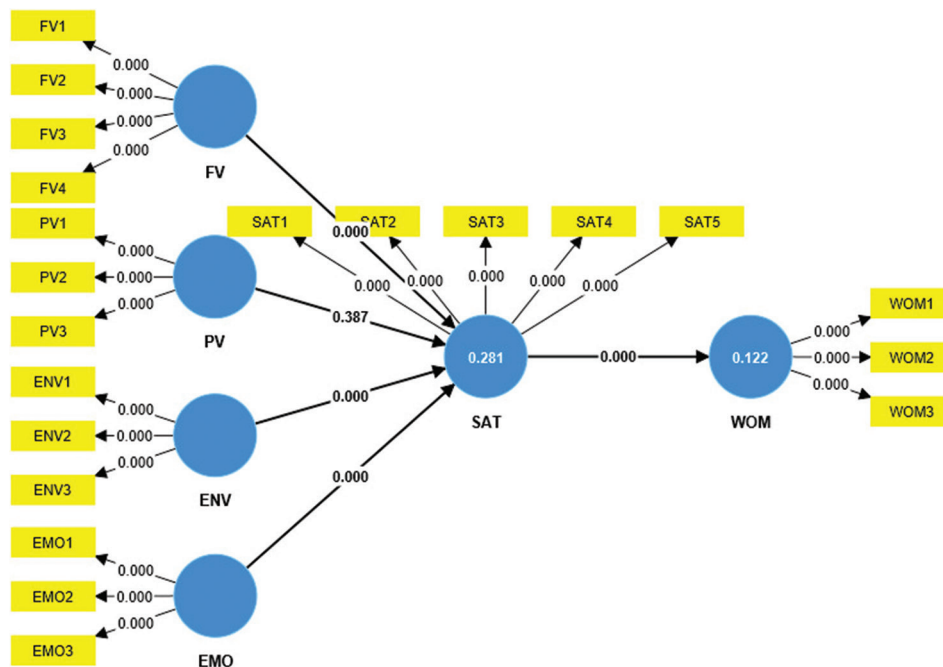 FV1
0.000
FV2
0.000
FV3
0.000
FV4
0.000
FV
PV1
0.000
PV2
0.000
PV3
0.000
PV
ENV1
0.000
ENV2
0.000
ENV3
0.000
ENV
EMO1
0.000
EMO2
0.000
EMO3
0.000
EMO
0.000
0.387
0.000
0.000
SAT1
SAT2
SAT3
SAT4
SAT5
0.000
0.000
0.000
0.000
0.000
0.281
SAT
0.000
0.122
WOM
0.000
WOM1
0.000
WOM2
0.000
WOM3